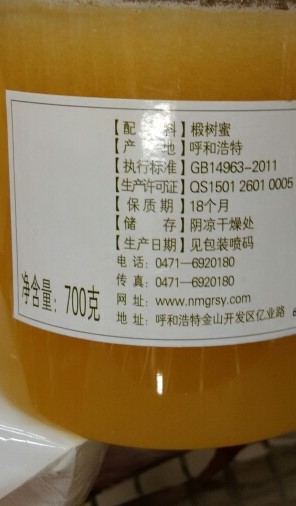 【配 料】椴树蜜
【产 地】呼和浩特
【执行标准】GB14963-2011
【生产许可证】QS1501 2601 0005
【保质期】18个月
【储 存】阴凉干燥处
【生产日期】见包装喷码
电话: 0471-6920180
传真: 0471-6920180
网址: www.nmgrsy.com
地址: 呼和浩特金山开发区亿业路
净含量: 700克